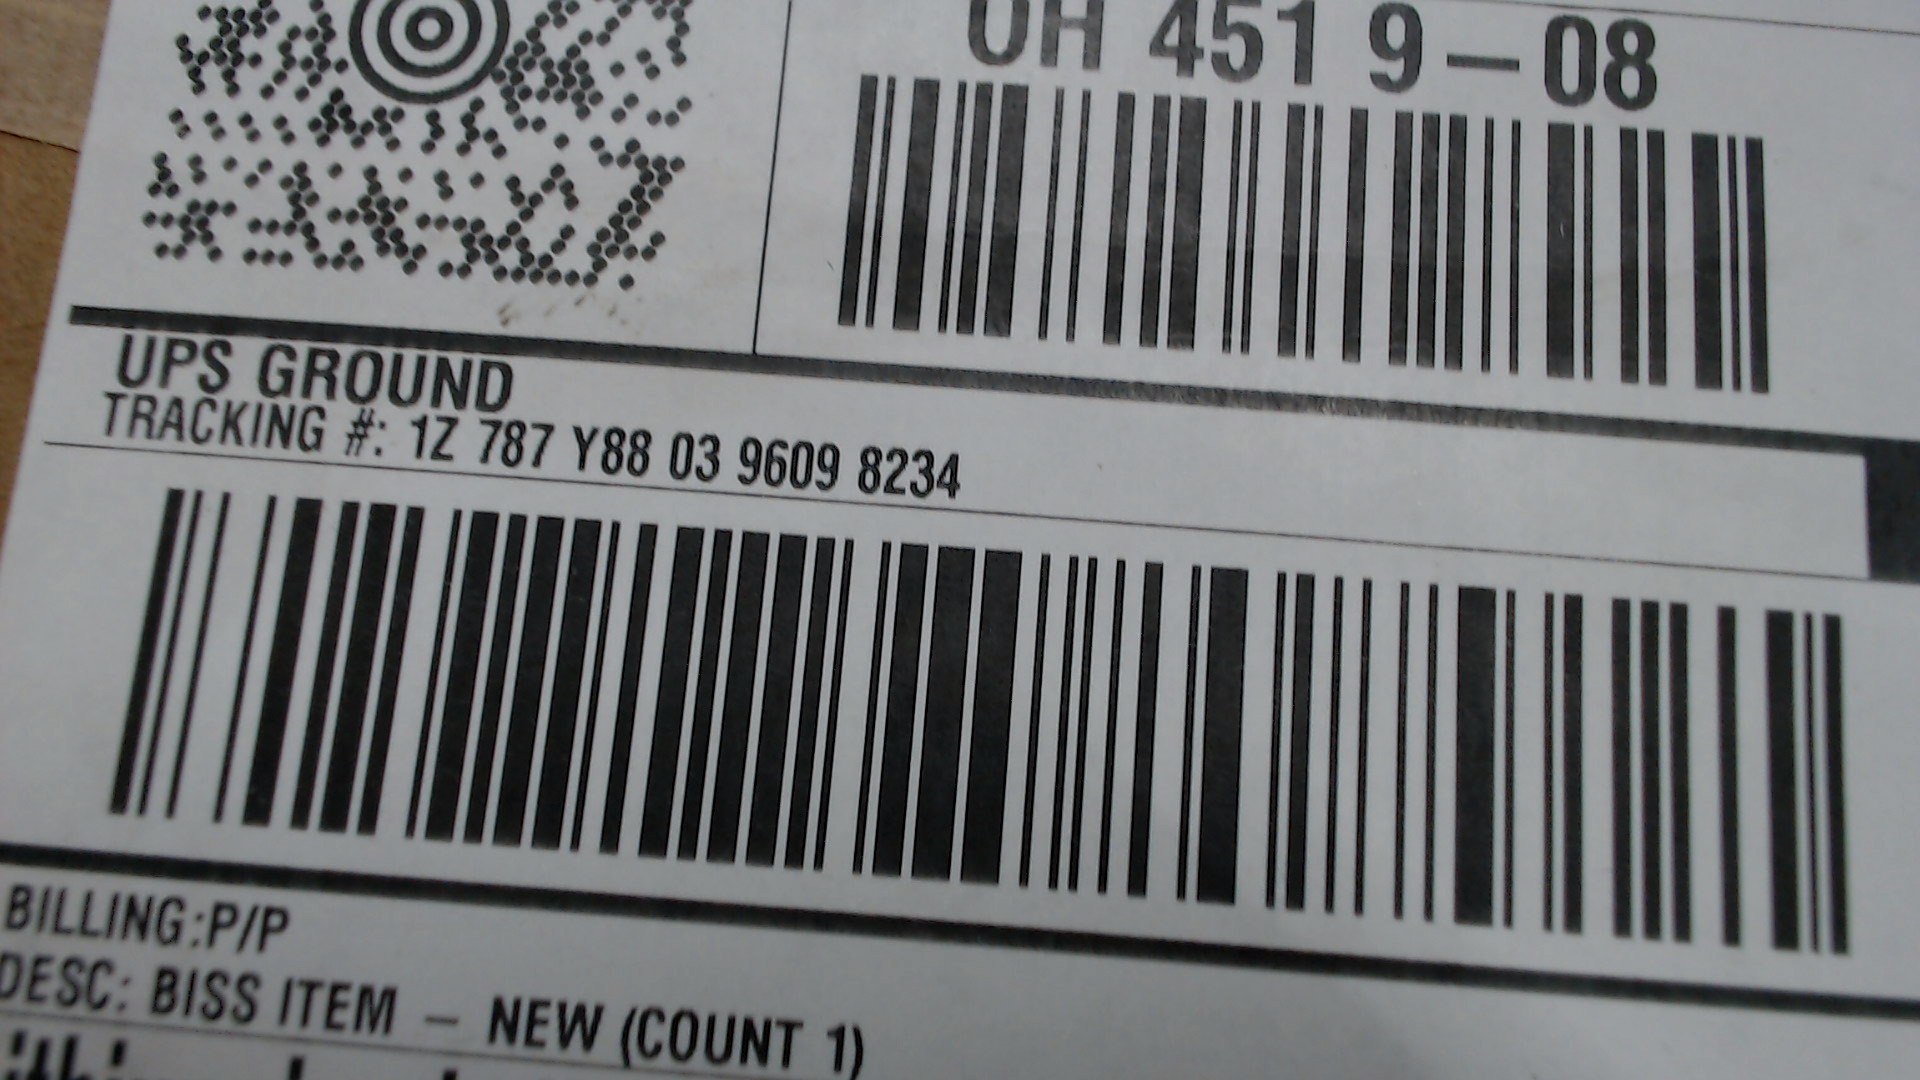 OH 451 9-08
UPS GROUND
TRACKING #: 1Z 787 Y88 03 9609 8234
BILLING:P/P
DESC: BISS ITEM - NEW (COUNT 1)